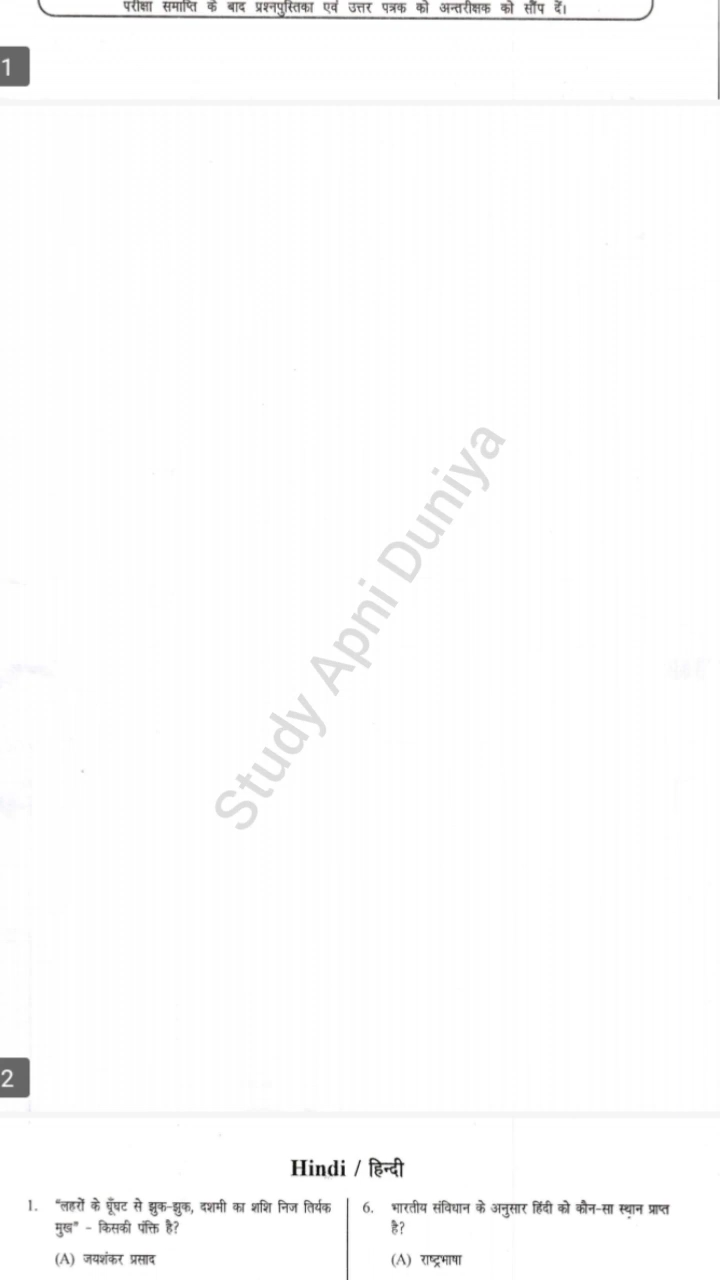 परीक्षा समाप्ति के बाद प्रश्नपुस्तिका एवं उत्तर पत्रक को अन्तरीक्षक को सौंप दें।
1
Study Apni Duniya
2
Hindi / हिन्दी
1. "लहरों के घूँघट से झुक-झुक, दशमी का शशि निज तिर्यक
मुख" - किसकी पंक्ति है?
(A) जयशंकर प्रसाद
6. भारतीय संविधान के अनुसार हिंदी को कौन-सा स्थान प्राप्त
है?
(A) राष्ट्रभाषा